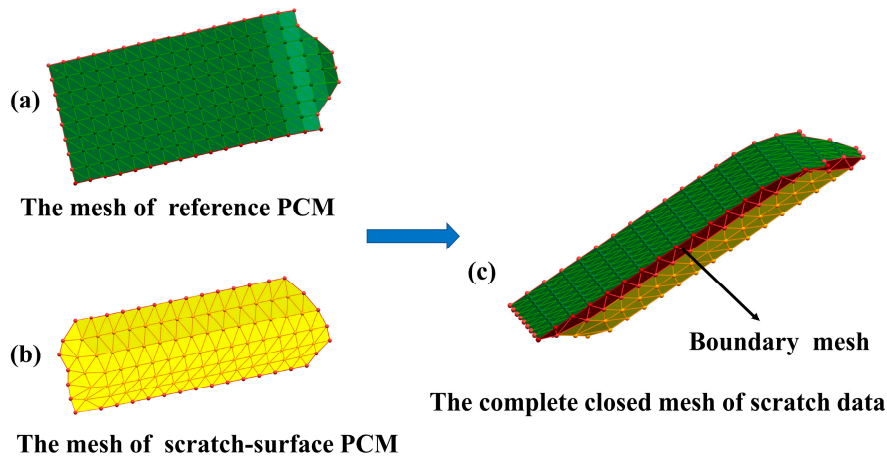 (a)
The mesh of reference PCM
(b)
The mesh of scratch-surface PCM
(c)
Boundary mesh
The complete closed mesh of scratch data